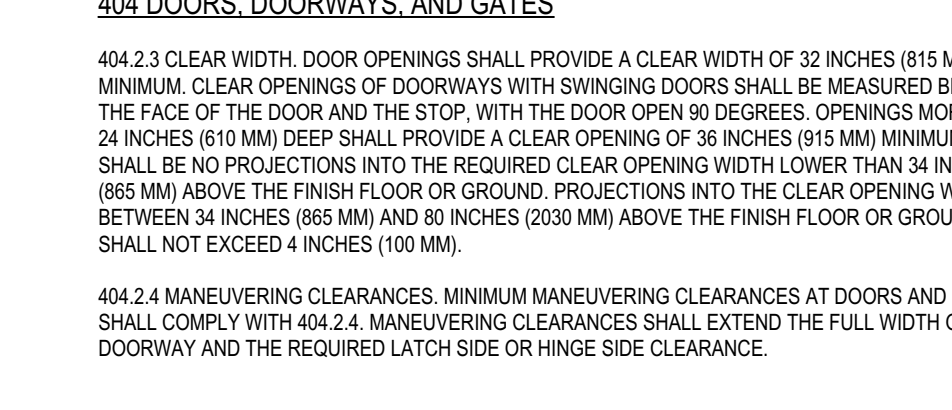 404 DOORS, DOORWAYS, AND GATES
404.2.3 CLEAR WIDTH. DOOR OPENINGS SHALL PROVIDE A CLEAR WIDTH OF 32 INCHES (815
MINIMUM. CLEAR OPENINGS OF DOORWAYS WITH SWINGING DOORS SHALL BE MEASURED
THE FACE OF THE DOOR AND THE STOP, WITH THE DOOR OPEN 90 DEGREES. OPENINGS
24 INCHES (610 MM) DEEP SHALL PROVIDE A CLEAR OPENING OF 36 INCHES (915 MM)
SHALL BE NO PROJECTIONS INTO THE REQUIRED CLEAR OPENING WIDTH LOWER THAN 34
(865 MM) ABOVE THE FINISH FLOOR OR GROUND. PROJECTIONS INTO THE CLEAR OPENING
BETWEEN 34 INCHES (865 MM) AND 80 INCHES (2030 MM) ABOVE THE FINISH FLOOR OR
SHALL NOT EXCEED 4 INCHES (100 MM).
404.2.4 MANEUVERING CLEARANCES. MINIMUM MANEUVERING CLEARANCES AT DOORS AND
SHALL COMPLY WITH 404.2.4. MANEUVERING CLEARANCES SHALL EXTEND THE FULL WIDTH
DOORWAY AND THE REQUIRED LATCH SIDE OR HINGE SIDE CLEARANCE.